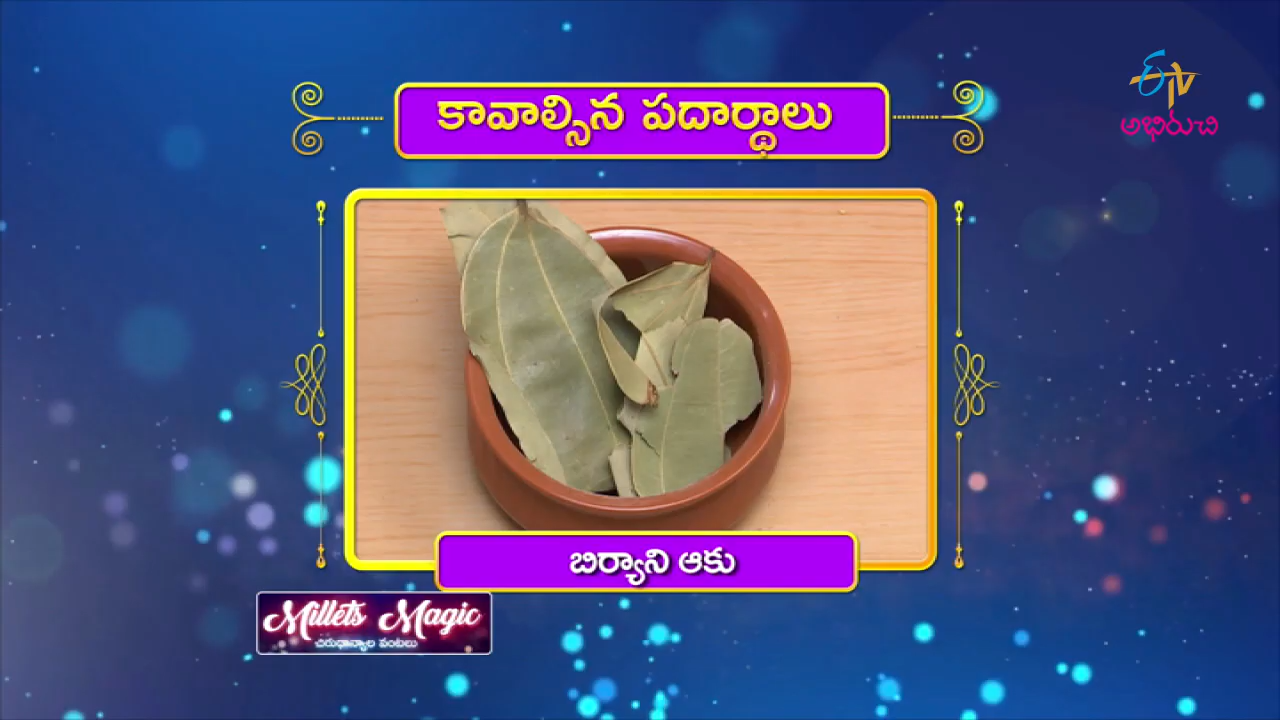 కావాల్సిన పదార్థాలు
ETV
అభిరుచి
బిర్యాని ఆకు
Millets Magic
చిరుధాన్యాల వంటలు